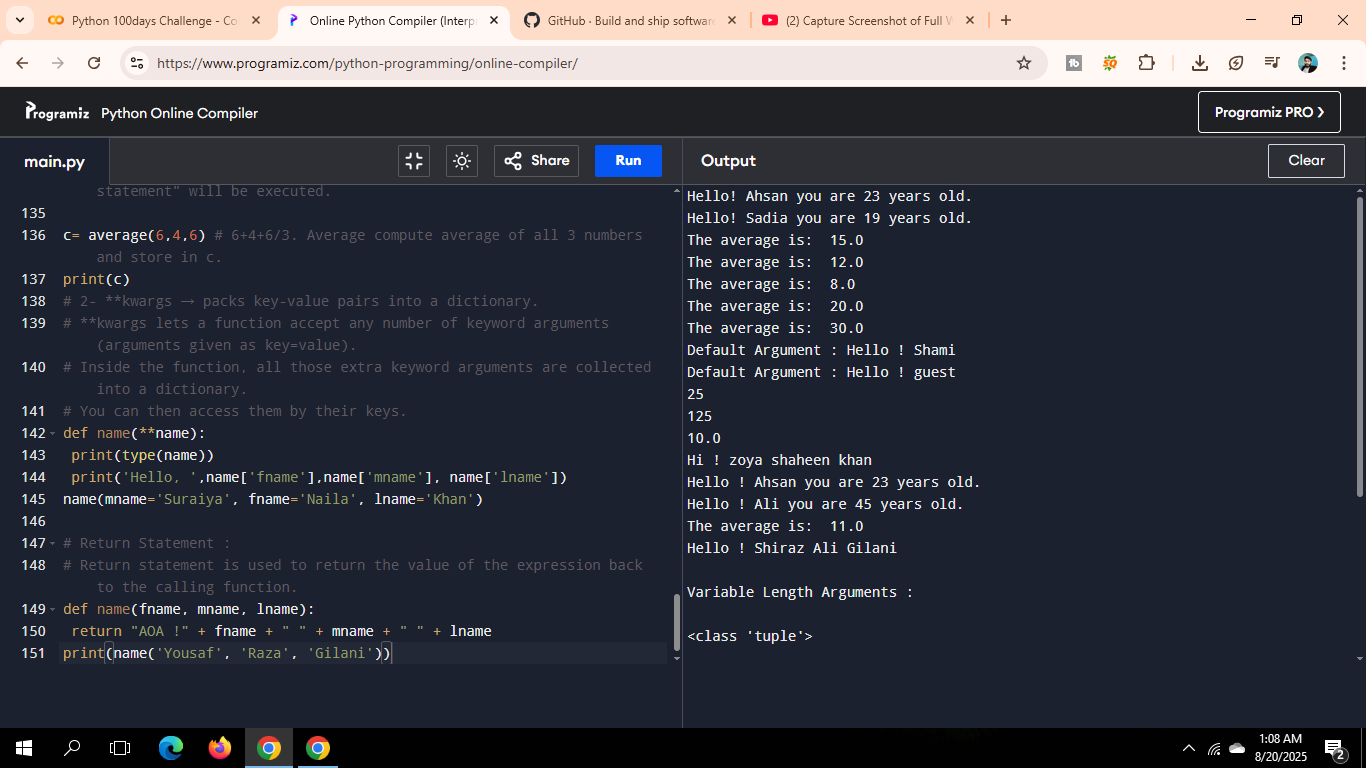 Python 100days Challenge - Co
Online Python Compiler (Interp
GitHub · Build and ship software
(2) Capture Screenshot of Full W
https://www.programiz.com/python-programming/online-compiler/
Programiz Python Online Compiler
Programiz PRO >
main.py
Share
Run
Output
Clear
statement" will be executed.
135
136 c= average(6,4,6) # 6+4+6/3. Average compute average of all 3 numbers
and store in c.
137 print(c)
138 # 2- **kwargs → packs key-value pairs into a dictionary.
139 # **kwargs lets a function accept any number of keyword arguments
(arguments given as key=value).
140 # Inside the function, all those extra keyword arguments are collected
into a dictionary.
141 # You can then access them by their keys.
142 def name(**name):
143 print(type(name))
144 print('Hello, ',name['fname'],name['mname'], name['lname'])
145 name(mname='Suraiya', fname='Naila', lname='Khan')
146
147 # Return Statement :
148 # Return statement is used to return the value of the expression back
to the calling function.
149 def name(fname, mname, lname):
150 return "AOA !" + fname + " " + mname + " " + lname
151 print(name('Yousaf', 'Raza', 'Gilani'))
Hello! Ahsan you are 23 years old.
Hello! Sadia you are 19 years old.
The average is:  15.0
The average is:  12.0
The average is:  8.0
The average is:  20.0
The average is:  30.0
Default Argument : Hello ! Shami
Default Argument : Hello ! guest
25
125
10.0
Hi ! zoya shaheen khan
Hello ! Ahsan you are 23 years old.
Hello ! Ali you are 45 years old.
The average is:  11.0
Hello ! Shiraz Ali Gilani
Variable Length Arguments :
<class 'tuple'>
1:08 AM
8/20/2025
2